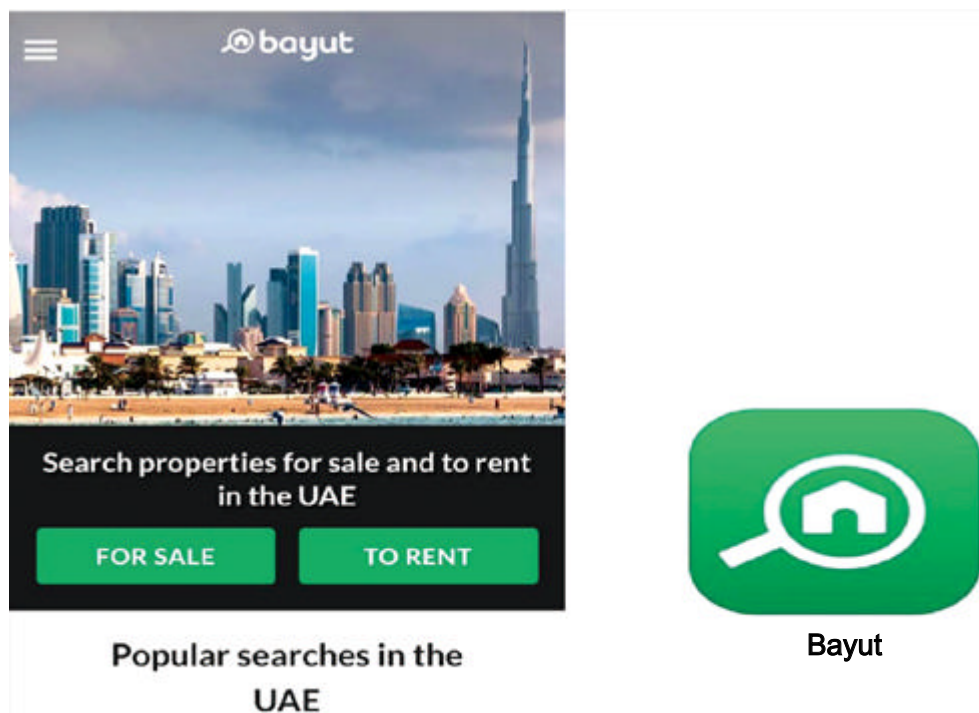 bayut
Search properties for sale and to rent
in the UAE
FOR SALE
TO RENT
Popular searches in the
UAE
Bayut